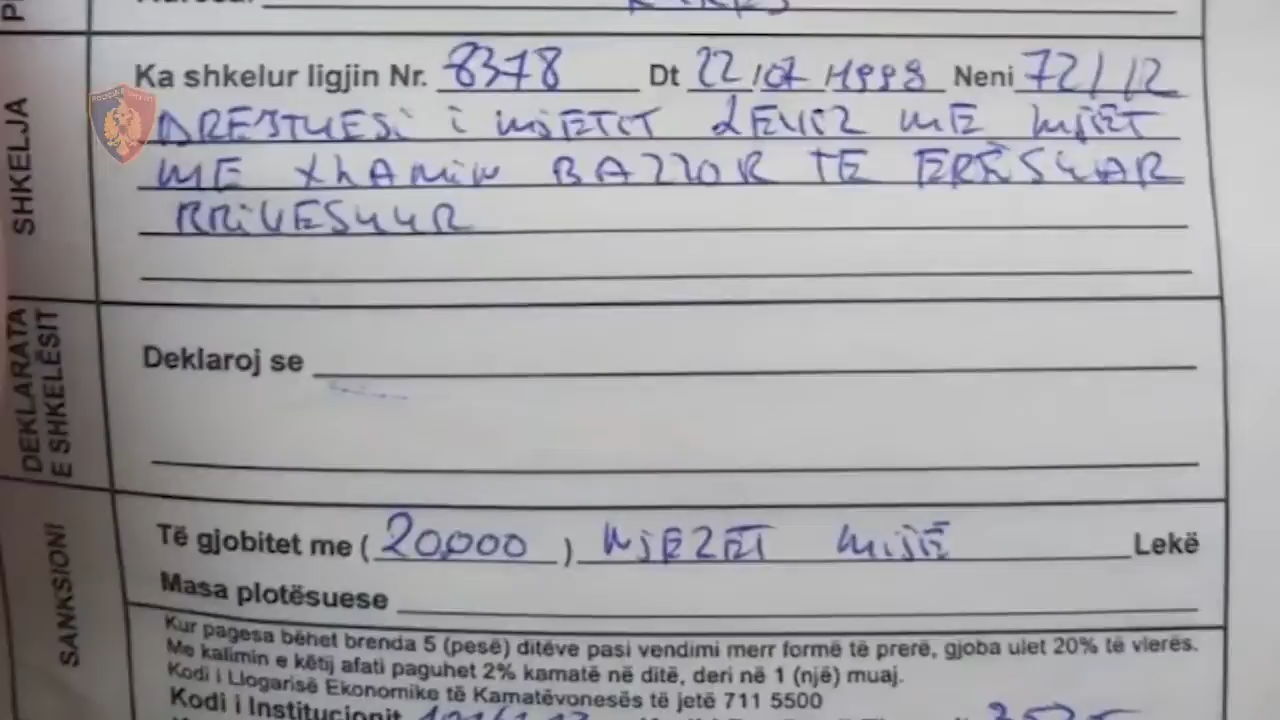 SHKELJA
Ka shkelur ligjin Nr. 8378 Dt 22/07/1998 Neni 72/12
DREJTUESI I MJETIT LEVIZ ME MJET
ME XHAMIN BAZZOR TE ERRËSUAR
DEKLARATA
E SHKELËSIT
Deklaroj se
SANKSIONI
Të gjobitet me (20000) NJEZET MIJË Lekë
Masa plotësuese
Kur pagesa bëhet brenda 5 (pesë) ditëve pasi vendimi merr formë të prerë, gjoba ulet 20% të vlerës.
Me kalimin e këtij afati paguhet 2% kamatë në ditë, deri në 1 (një) muaj.
Kodi i Llogarisë Ekonomike të Kamatëvonesës të jetë 711 5500
Kodi i Institucionit